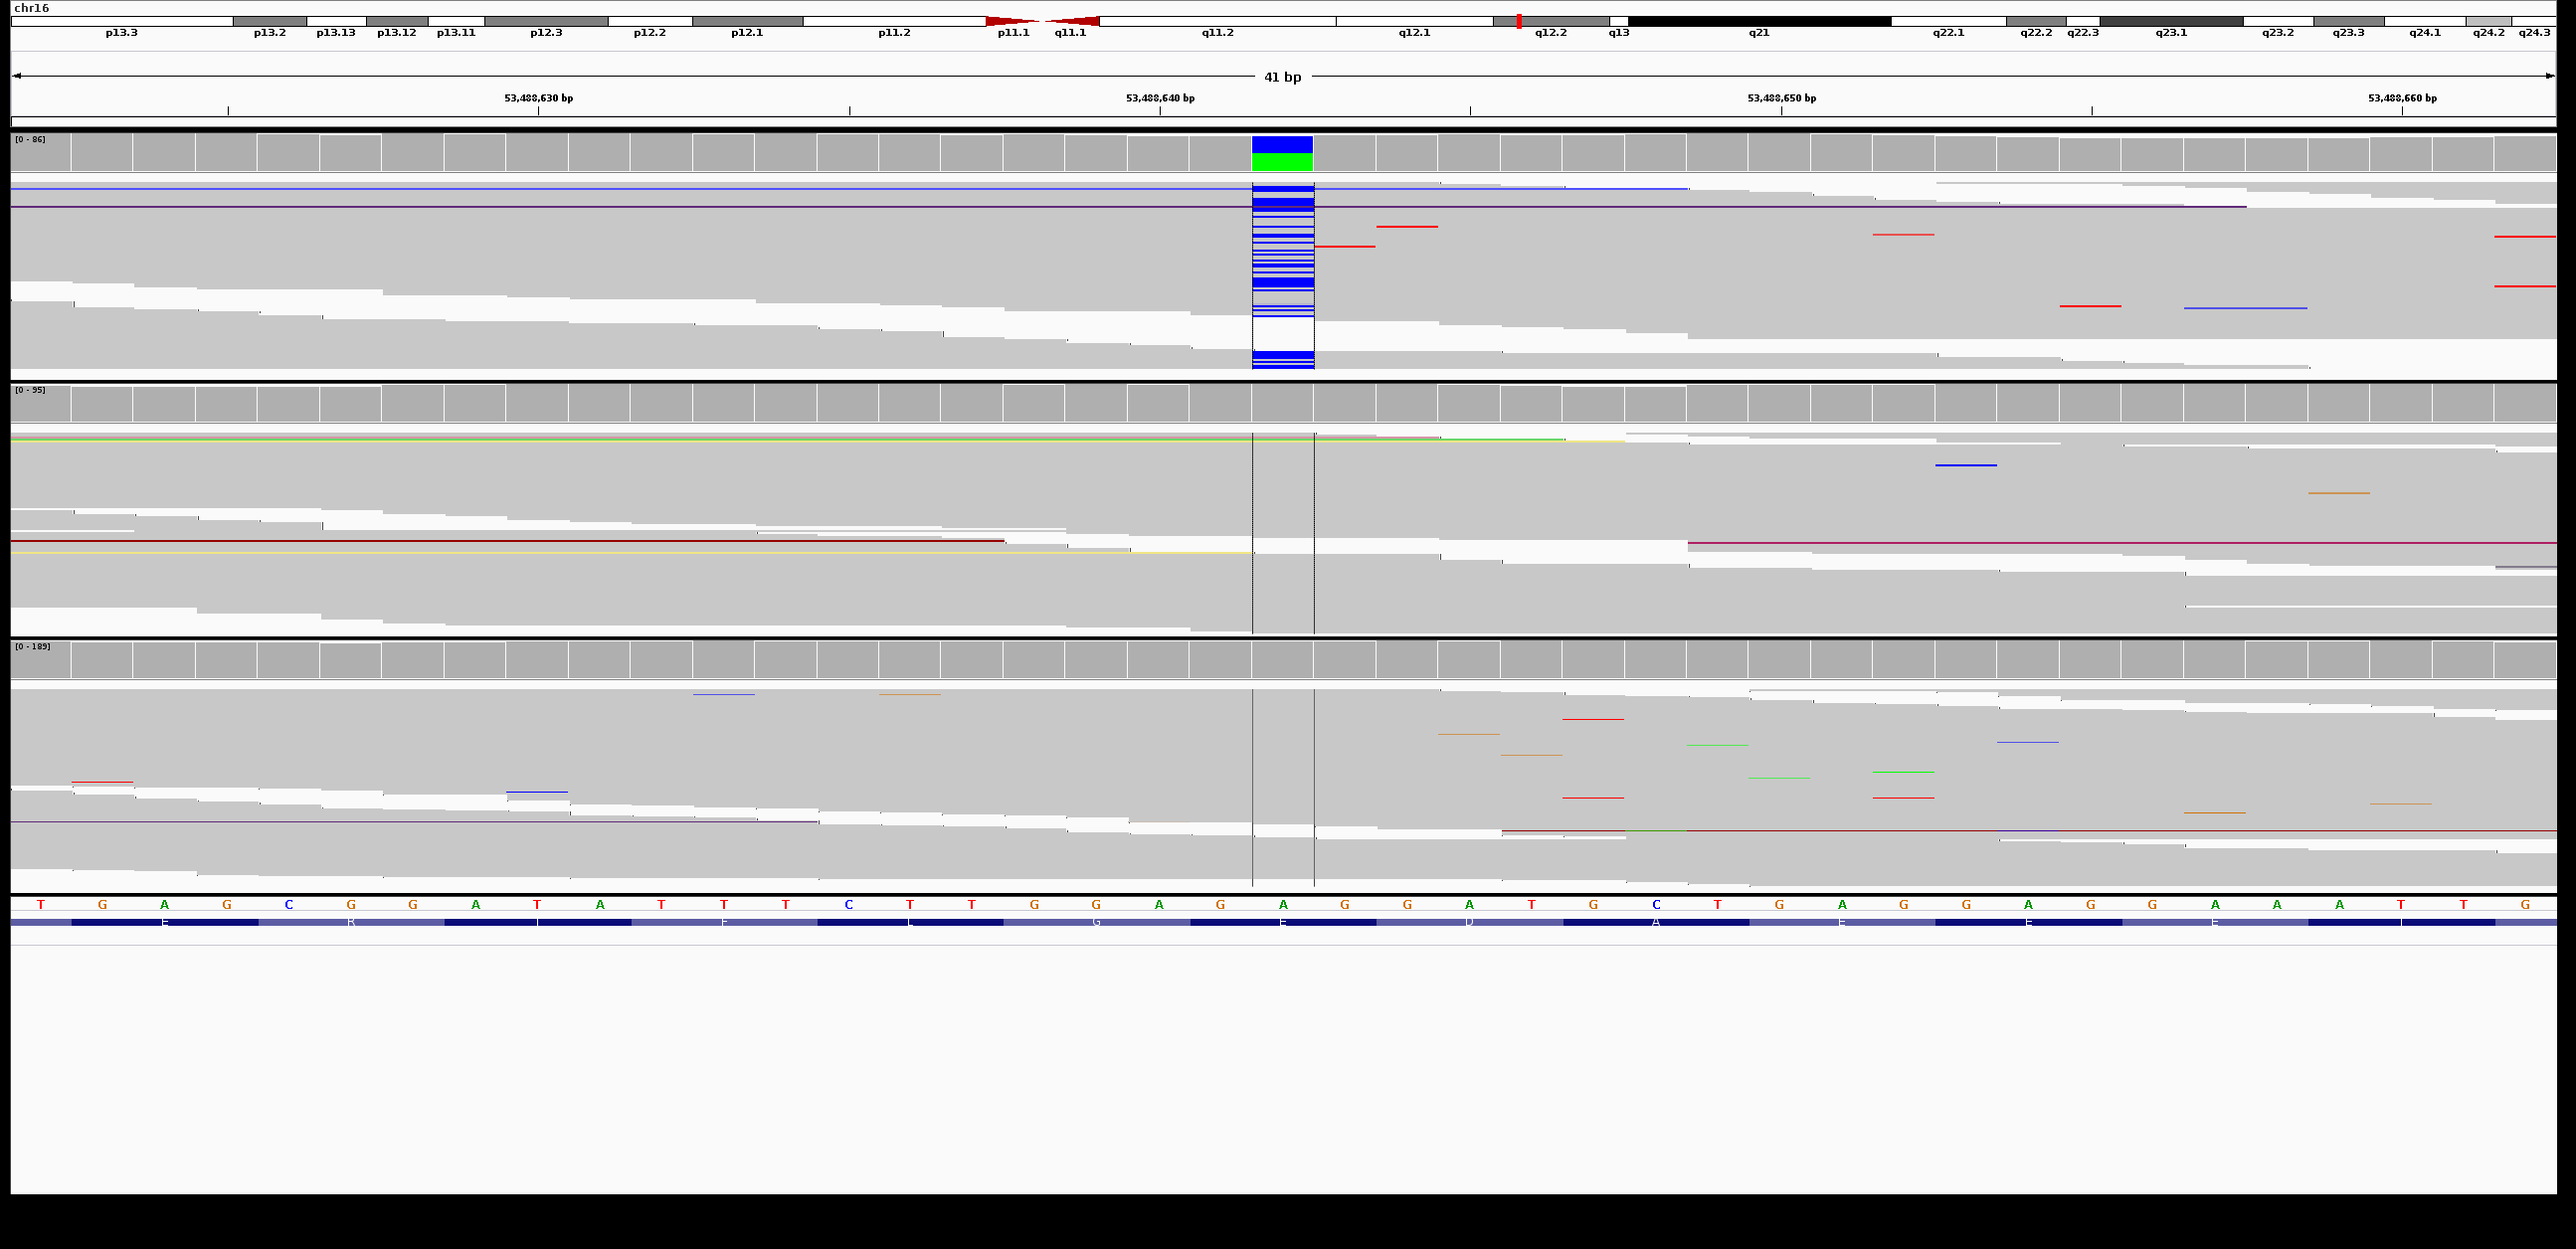 chr16
p13.3 p13.2 p13.13 p13.12 p13.11 p12.3 p12.2 p12.1 p11.2 p11.1 q11.1 q11.2 q12.1 q12.2 q13 q21 q22.1 q22.2 q22.3 q23.1 q23.2 q23.3 q24.1 q24.2 q24.3
41 bp
53,488,630 bp 53,488,640 bp 53,488,650 bp 53,488,660 bp
[0 - 86]
[0 - 95]
[0 - 189]
T G A G C G G A T A T T T C T T G G A G A G G A T G C T G A G G A G G A A A T T G
E R I F L G E D A E E E I